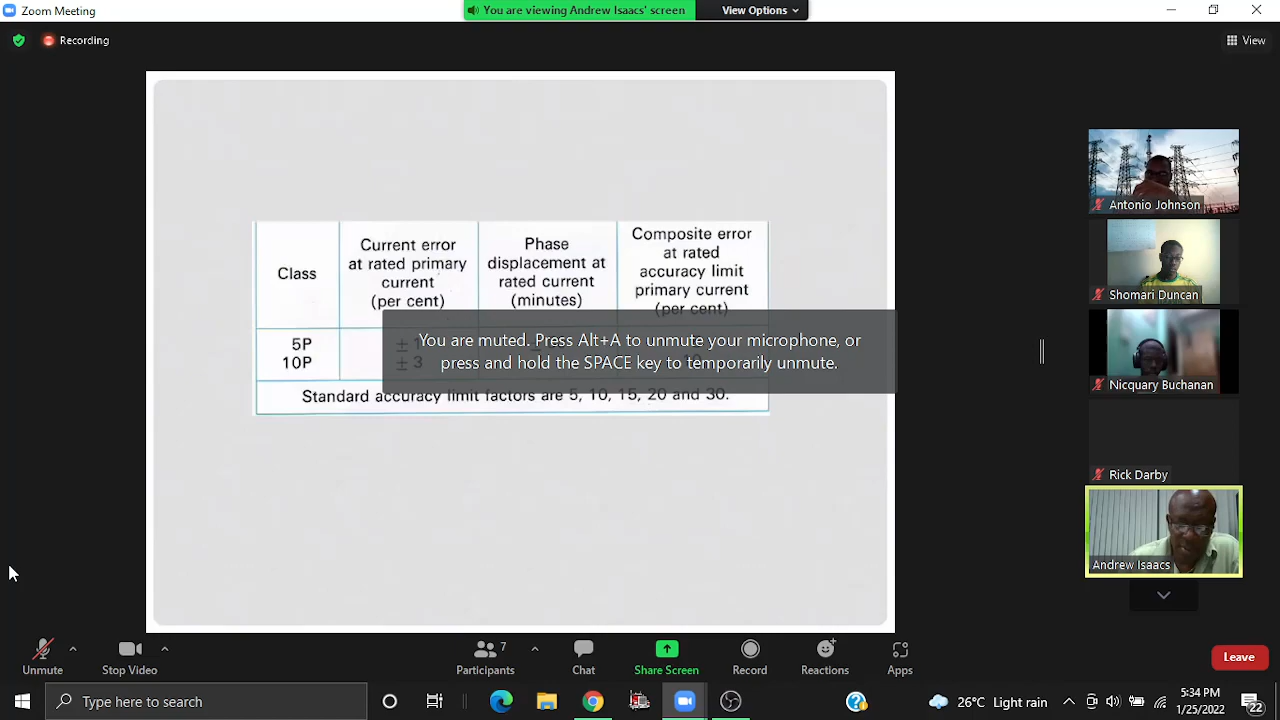 Zoom Meeting
You are viewing Andrew Isaacs' screen
View Options
Recording
View
Class
Current error
at rated primary
current
(per cent)
Phase
displacement at
rated current
(minutes)
Composite error
at rated
accuracy limit
primary current
(per cent)
5P
± 1
10P
± 3
You are muted. Press Alt+A to unmute your microphone, or
press and hold the SPACE key to temporarily unmute.
Standard accuracy limit factors are 5, 10, 15, 20 and 30.
Antonio Johnson
Shomari Duncan
Nicquary Buchanan
Rick Darby
Andrew Isaacs
Unmute
Stop Video
Participants
7
Chat
Share Screen
Record
Reactions
Apps
Leave
Type here to search
26°C Light rain
5:34 PM
1/25/2022
22